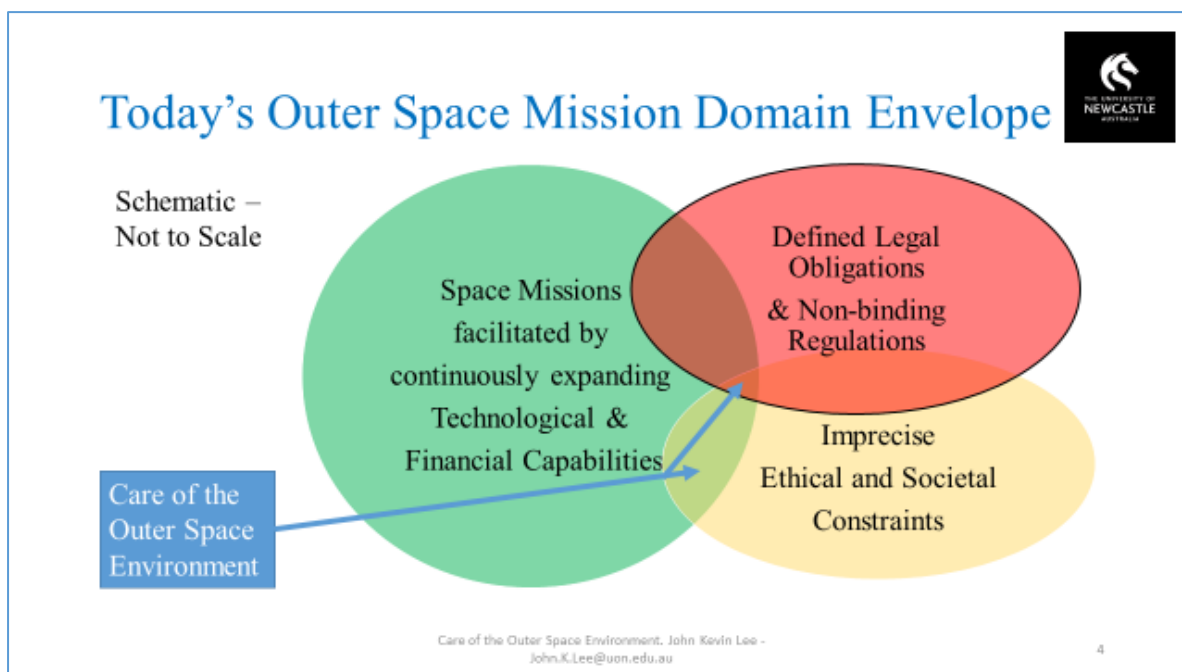 Today's Outer Space Mission Domain Envelope
THE UNIVERSITY OF
NEWCASTLE
AUSTRALIA
Schematic –
Not to Scale
Space Missions
facilitated by
continuously expanding
Technological &
Financial Capabilities
Defined Legal
Obligations
& Non-binding
Regulations
Imprecise
Ethical and Societal
Constraints
Care of the
Outer Space
Environment
Care of the Outer Space Environment. John Kevin Lee -
John.K.Lee@uon.edu.au
4